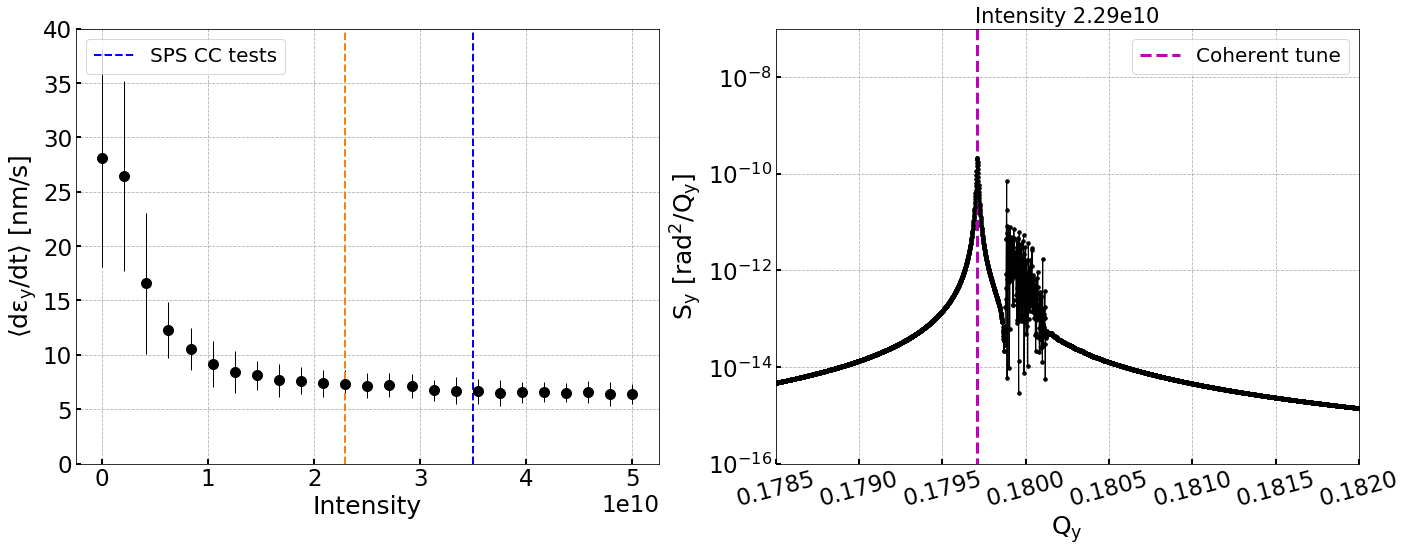 SPS CC tests
⟨dεy/dt⟩ [nm/s]
40
35
30
25
20
15
10
5
0
0 1 2 3 4 5
1e10
Intensity
Intensity 2.29e10
Coherent tune
Sy [rad²/Qy]
10⁻⁸
10⁻¹⁰
10⁻¹²
10⁻¹⁴
10⁻¹⁶
0.1785 0.1790 0.1795 0.1800 0.1805 0.1810 0.1815 0.1820
Qy